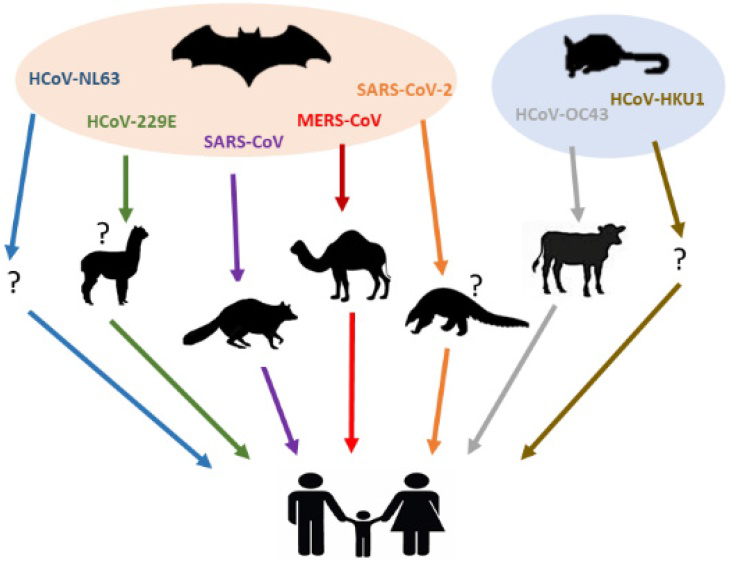 HCoV-NL63
HCoV-229E
SARS-CoV
MERS-CoV
SARS-CoV-2
HCoV-OC43
HCoV-HKU1
?
?
?
?